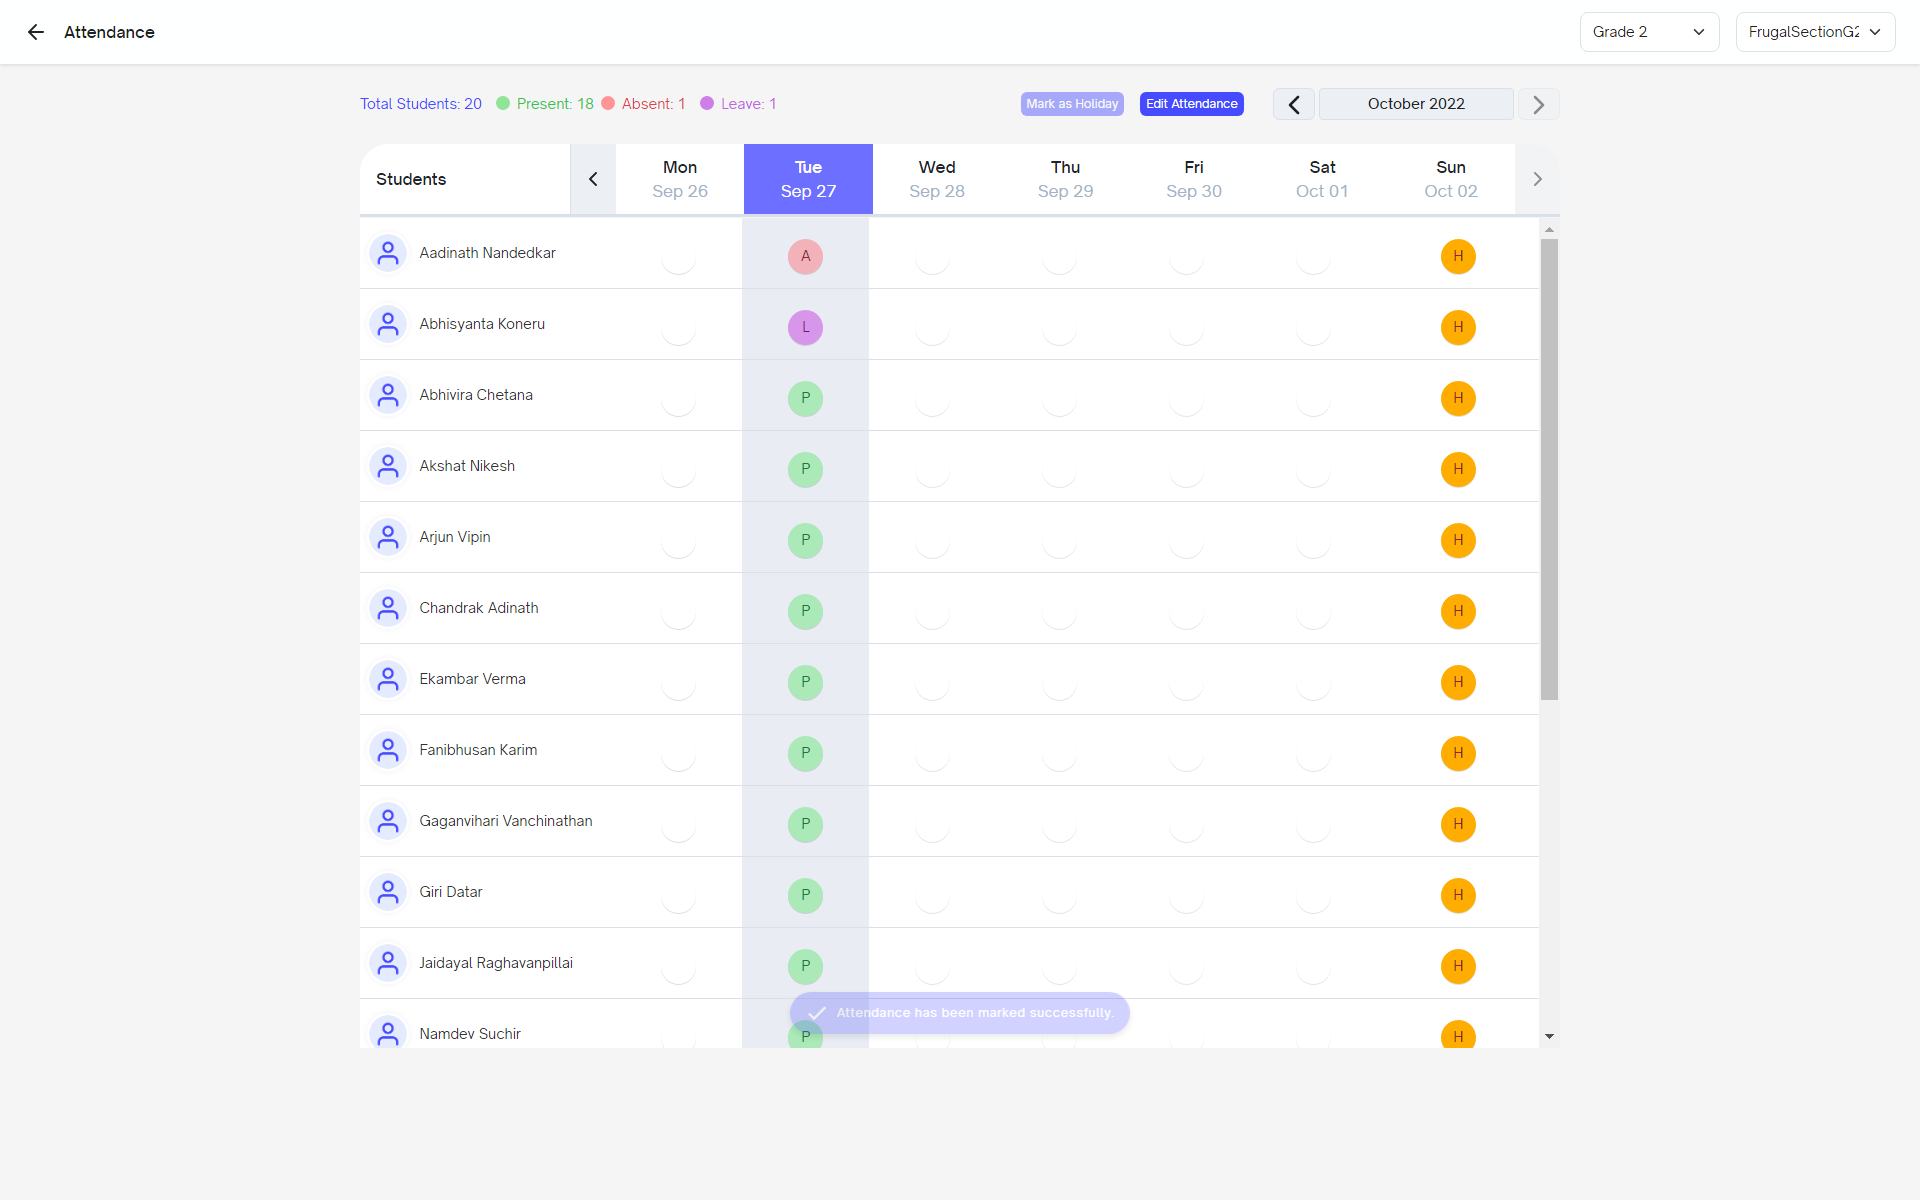 Attendance
Grade 2
FrugalSectionG2
Total Students: 20 Present: 18 Absent: 1 Leave: 1
Mark as Holiday
Edit Attendance
October 2022
Students
Mon Tue Wed Thu Fri Sat Sun
Sep 26 Sep 27 Sep 28 Sep 29 Sep 30 Oct 01 Oct 02
Aadinath Nandedkar A H
Abhisyanta Koneru L H
Abhivira Chetana P H
Akshat Nikesh P H
Arjun Vipin P H
Chandrak Adinath P H
Ekambar Verma P H
Fanibhusan Karim P H
Gaganvihari Vanchinathan P H
Giri Datar P H
Jaidayal Raghavanpillai P H
Attendance has been marked successfully.
Namdev Suchir P H